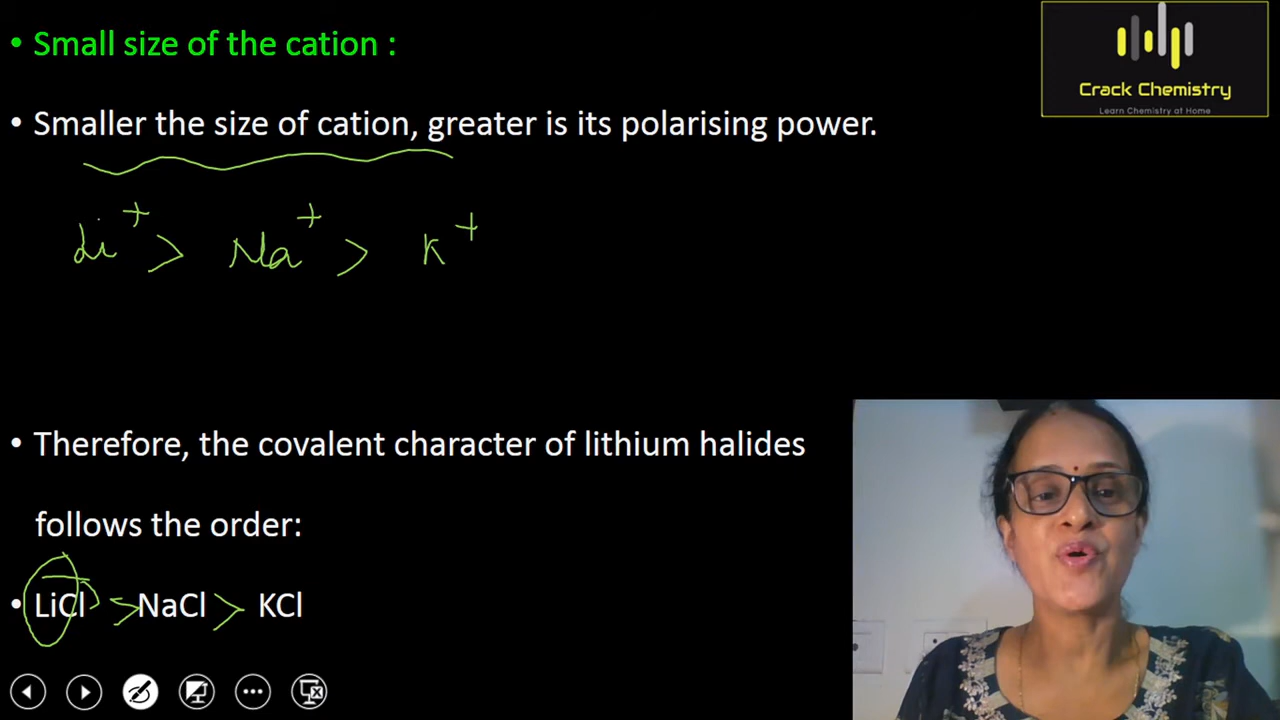 • Small size of the cation :
Crack Chemistry
Learn Chemistry at Home
• Smaller the size of cation, greater is its polarising power.
Li+ > Na+ > K+
• Therefore, the covalent character of lithium halides
follows the order:
• LiCl > NaCl > KCl